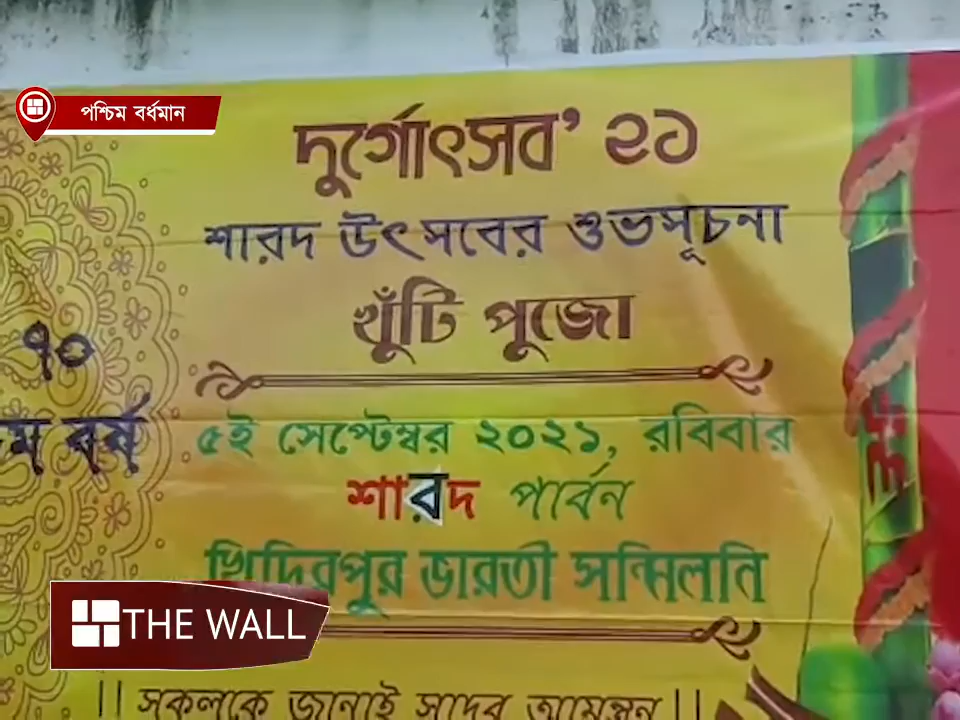 পশ্চিম বর্ধমান
দুর্গোৎসব' ২১
শারদ উৎসবের শুভসূচনা
খুঁটি পুজো
৭০
ম বর্ষ
৫ই সেপ্টেম্বর ২০২১, রবিবার
শারদ পার্বন
খিদিরপুর ভারতী সম্মিলনি
THE WALL
|| সকলকে জানাই সাদর আমন্ত্রন ||